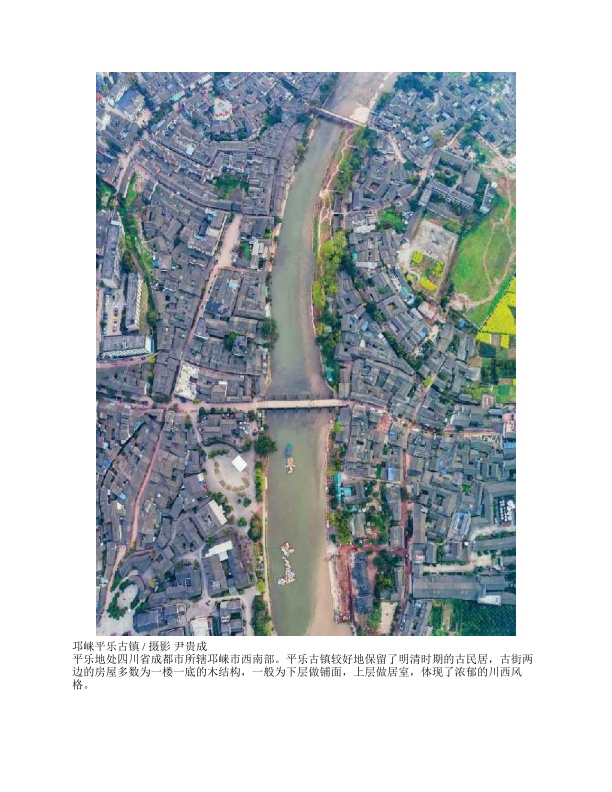 邛崃平乐古镇 / 摄影 尹贵成
平乐地处四川省成都市所辖邛崃市西南部。平乐古镇较好地保留了明清时期的古民居，古街两
边的房屋多数为一楼一底的木结构，一般为下层做铺面，上层做居室，体现了浓郁的川西风
格。